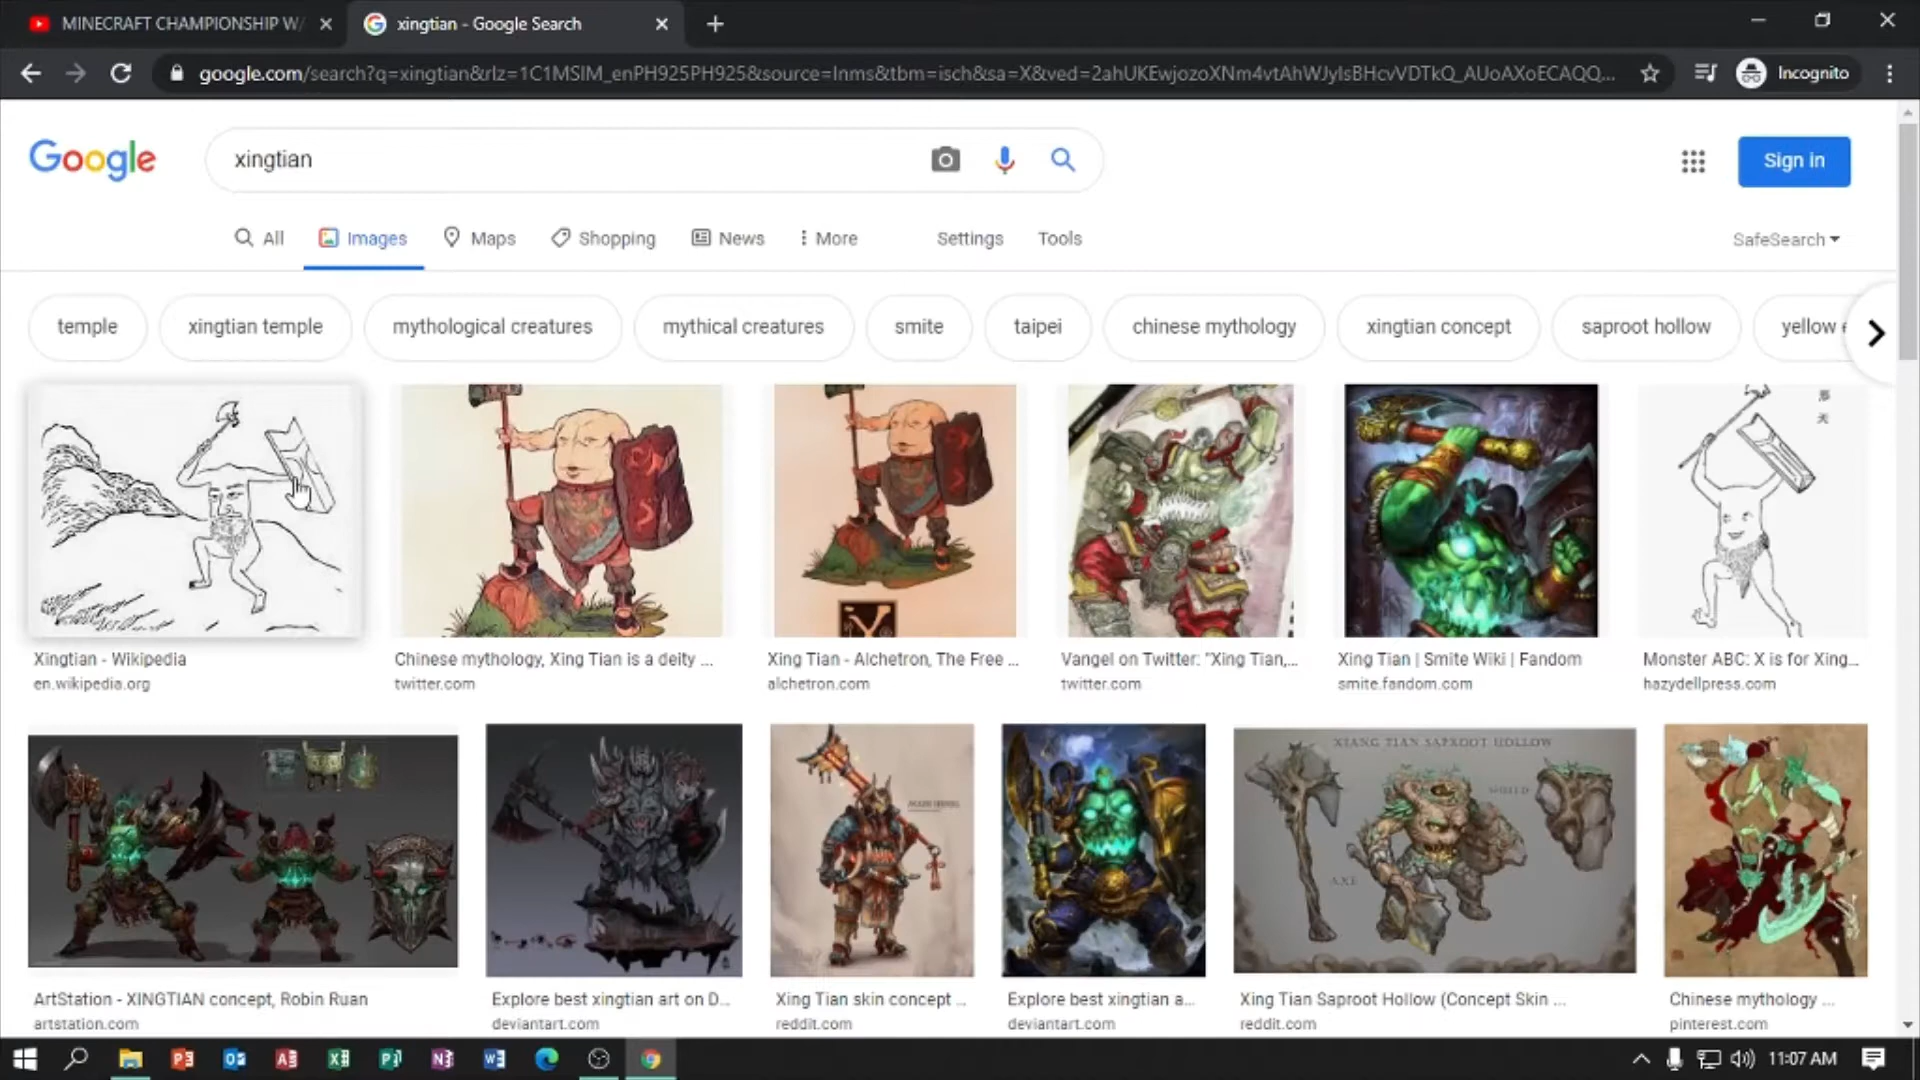 MINECRAFT CHAMPIONSHIP W/
xingtian - Google Search
google.com/search?q=xingtian&rlz=1C1MSIM_enPH925PH925&source=lnms&tbm=isch&sa=X&ved=2ahUKEwjozoXNm4vtAhWJyIsBHcvVDTkQ_AUoAXoECAQQ...
Incognito
Google
xingtian
Sign in
All
Images
Maps
Shopping
News
More
Settings
Tools
SafeSearch
temple
xingtian temple
mythological creatures
mythical creatures
smite
taipei
chinese mythology
xingtian concept
saproot hollow
yellow
Xingtian - Wikipedia
en.wikipedia.org
Chinese mythology, Xing Tian is a deity ...
twitter.com
Xing Tian - Alchetron, The Free ...
alchetron.com
Vangel on Twitter: "Xing Tian,...
twitter.com
Xing Tian | Smite Wiki | Fandom
smite.fandom.com
Monster ABC: X is for Xing...
hazydellpress.com
XIANG TIAN SAPROOT HOLLOW
AXE
ArtStation - XINGTIAN concept, Robin Ruan
artstation.com
Explore best xingtian art on D...
deviantart.com
Xing Tian skin concept ...
reddit.com
Explore best xingtian a...
deviantart.com
Xing Tian Saproot Hollow (Concept Skin ...
reddit.com
Chinese mythology ...
pinterest.com
11:07 AM